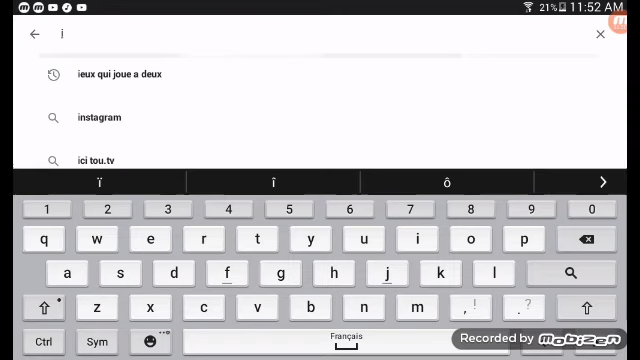 21% 11:52 AM
i
ieux qui joue a deux
instagram
ici tou.tv
ï î ô
1 2 3 4 5 6 7 8 9 0
q w e r t y u i o p
a s d f g h j k l
z x c v b n m , ! . ?
Ctrl Sym Français
Recorded by mobizen